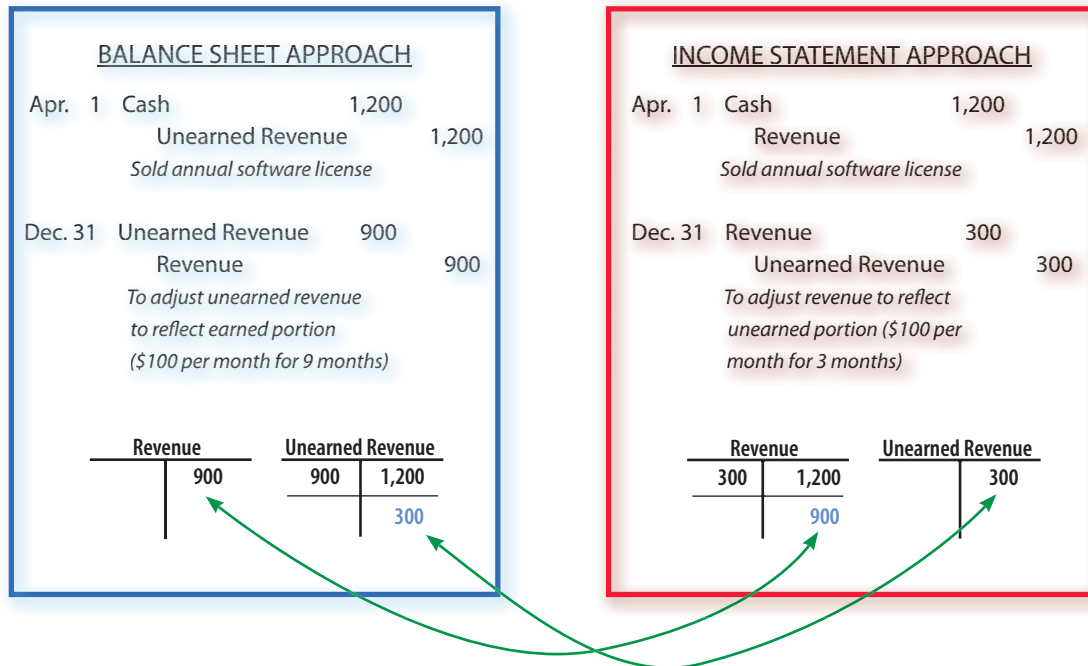 BALANCE SHEET APPROACH
Apr. 1 Cash 1,200
Unearned Revenue 1,200
Sold annual software license
Dec. 31 Unearned Revenue 900
Revenue 900
To adjust unearned revenue
to reflect earned portion
($100 per month for 9 months)
Revenue Unearned Revenue
900 900 1,200
300
INCOME STATEMENT APPROACH
Apr. 1 Cash 1,200
Revenue 1,200
Sold annual software license
Dec. 31 Revenue 300
Unearned Revenue 300
To adjust revenue to reflect
unearned portion ($100 per
month for 3 months)
Revenue Unearned Revenue
300 1,200 300
900